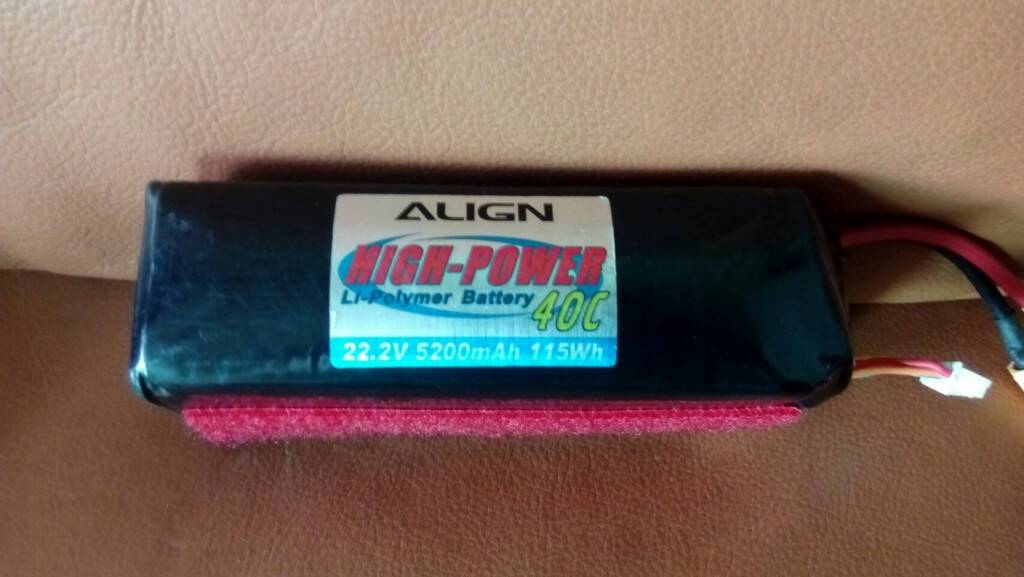 ALIGN
HIGH-POWER
Li-Polymer Battery
40C
22.2V 5200mAh 115Wh